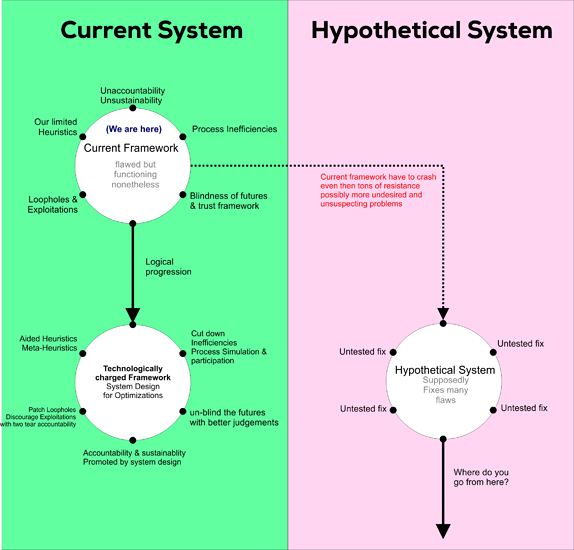 Current System
Hypothetical System
Unaccountability
Unsustainability
Our limited
Heuristics
(We are here)
Process Inefficiencies
Current Framework
flawed but
functioning
nonetheless
Loopholes &
Exploitations
Blindness of futures
& trust framework
Current framework have to crash
even then tons of resistance
possibly more undesired and
unsuspecting problems
Logical
progression
Aided Heuristics
Meta-Heuristics
Cut down
Inefficiencies
Process Simulation &
participation
Technologically
charged Framework
System Design
for Optimizations
Patch Loopholes
Discourage Exploitations
with two tear accountability
un-blind the futures
with better judgements
Accountability & sustainablity
Promoted by system design
Untested fix
Untested fix
Hypothetical System
Supposedly
Fixes many
flaws
Untested fix
Untested fix
Where do you
go from here?